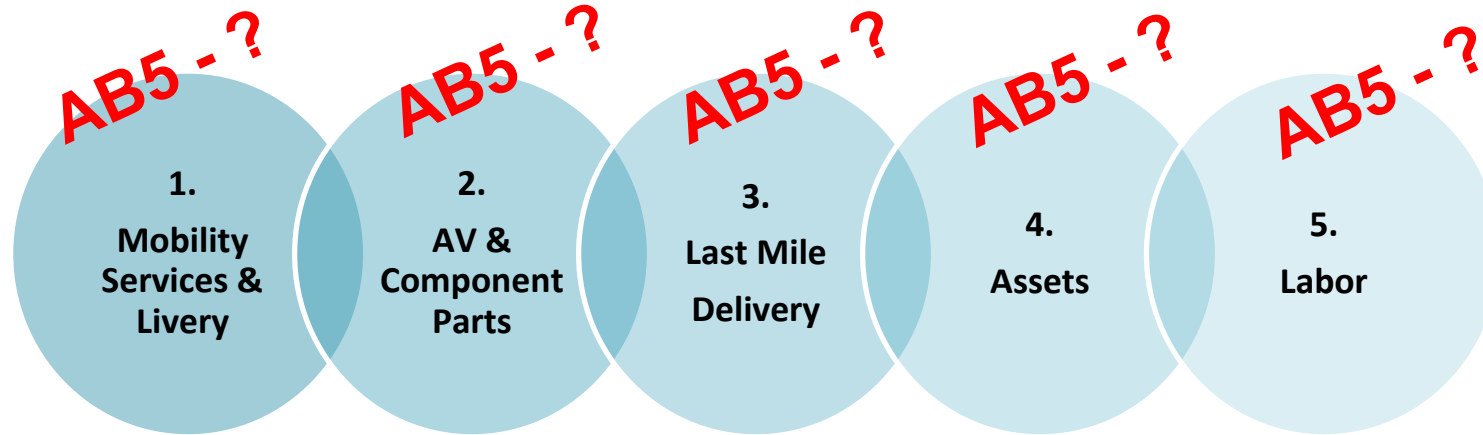 AB5 - ?
AB5 - ?
AB5 - ?
AB5 - ?
AB5 - ?
1.
Mobility
Services &
Livery
2.
AV &
Component
Parts
3.
Last Mile
Delivery
4.
Assets
5.
Labor